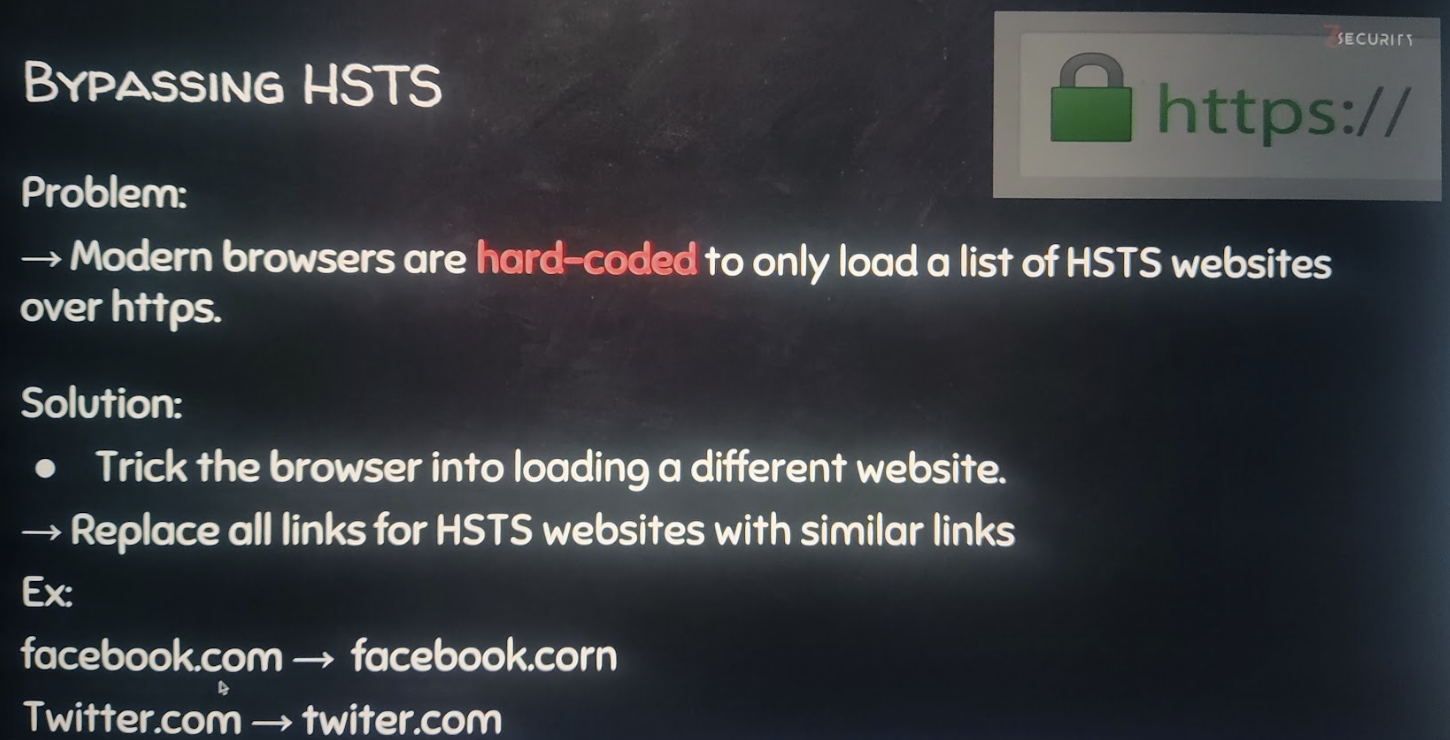 ZSECURITY
https://
BYPASSING HSTS
Problem:
→ Modern browsers are hard-coded to only load a list of HSTS websites
over https.
Solution:
● Trick the browser into loading a different website.
→ Replace all links for HSTS websites with similar links
Ex:
facebook.com → facebook.corn
Twitter.com → twiter.com